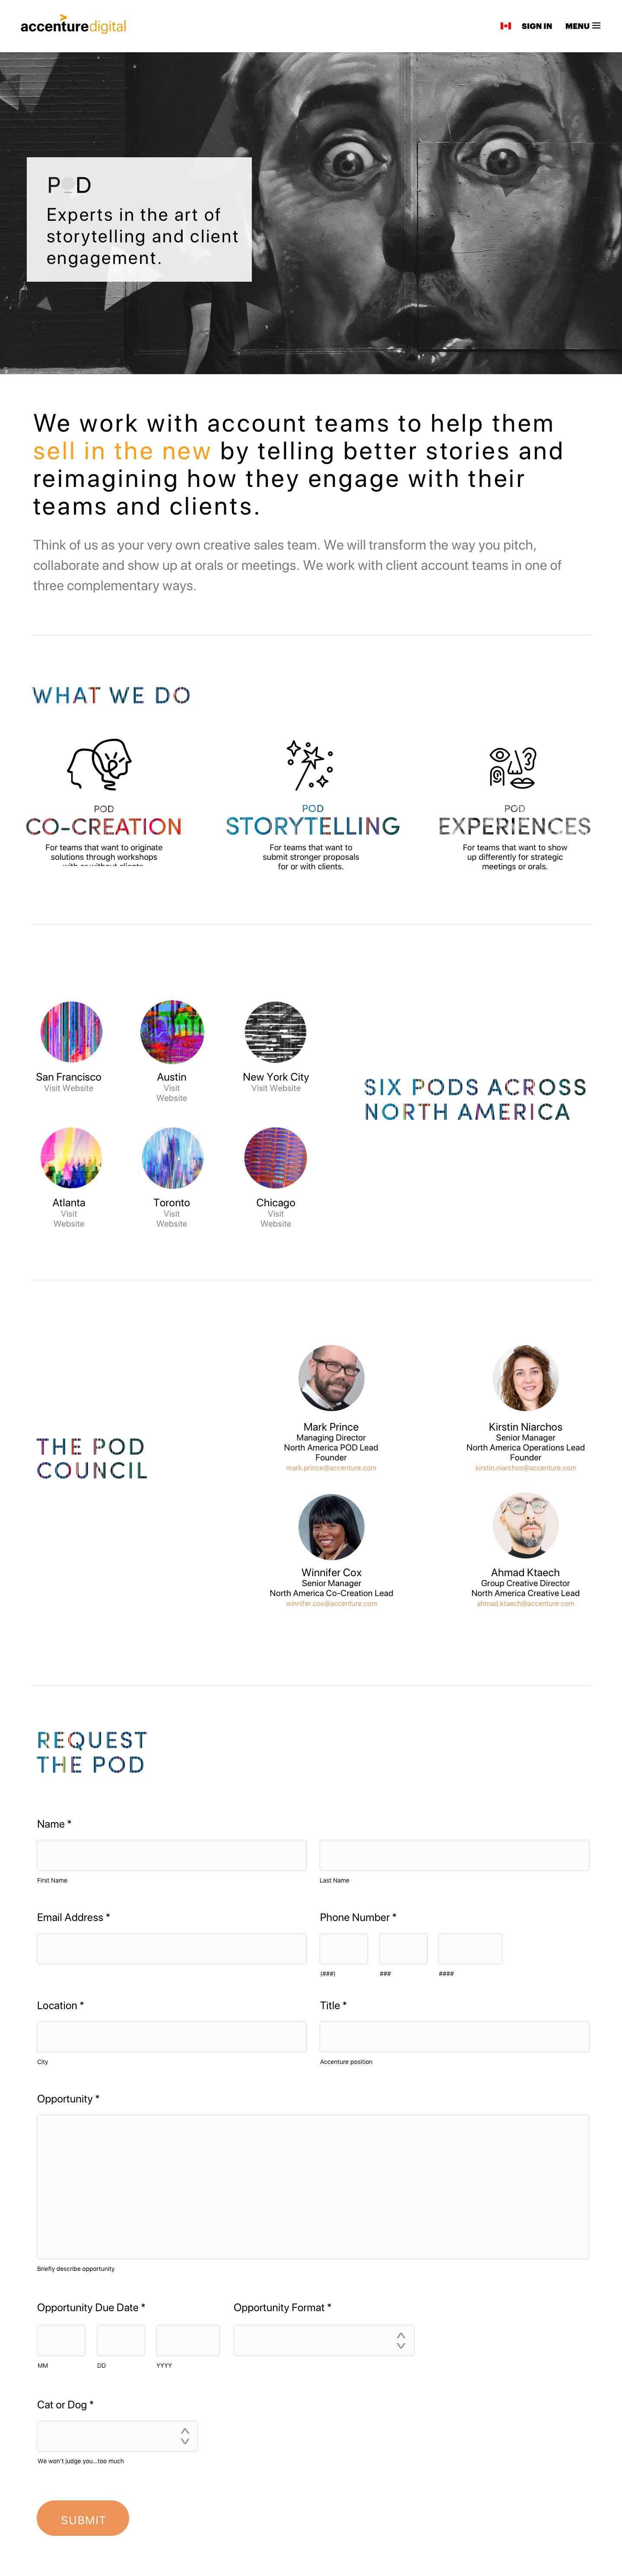 accenturedigital
SIGN IN
MENU
POD
Experts in the art of
storytelling and client
engagement.
We work with account teams to help them
sell in the new by telling better stories and
reimagining how they engage with their
teams and clients.
Think of us as your very own creative sales team. We will transform the way you pitch,
collaborate and show up at orals or meetings. We work with client account teams in one of
three complementary ways.
WHAT WE DO
POD
CO-CREATION
For teams that want to originate
solutions through workshops
with or without clients.
POD
STORYTELLING
For teams that want to
submit stronger proposals
for or with clients.
POD
EXPERIENCES
For teams that want to show
up differently for strategic
meetings or orals.
San Francisco
Visit Website
Austin
Visit
Website
New York City
Visit Website
Atlanta
Visit
Website
Toronto
Visit
Website
Chicago
Visit
Website
SIX PODS ACROSS
NORTH AMERICA
THE POD
COUNCIL
Mark Prince
Managing Director
North America POD Lead
Founder
mark.prince@accenture.com
Kirstin Niarchos
Senior Manager
North America Operations Lead
Founder
kirstin.niarchos@accenture.com
Winnifer Cox
Senior Manager
North America Co-Creation Lead
winnifer.cox@accenture.com
Ahmad Ktaech
Group Creative Director
North America Creative Lead
ahmad.ktaech@accenture.com
REQUEST
THE POD
Name *
First Name
Last Name
Email Address *
Phone Number *
(###)
###
####
Location *
City
Title *
Accenture position
Opportunity *
Briefly describe opportunity
Opportunity Due Date *
MM
DD
YYYY
Opportunity Format *
Cat or Dog *
We won't judge you...too much
SUBMIT